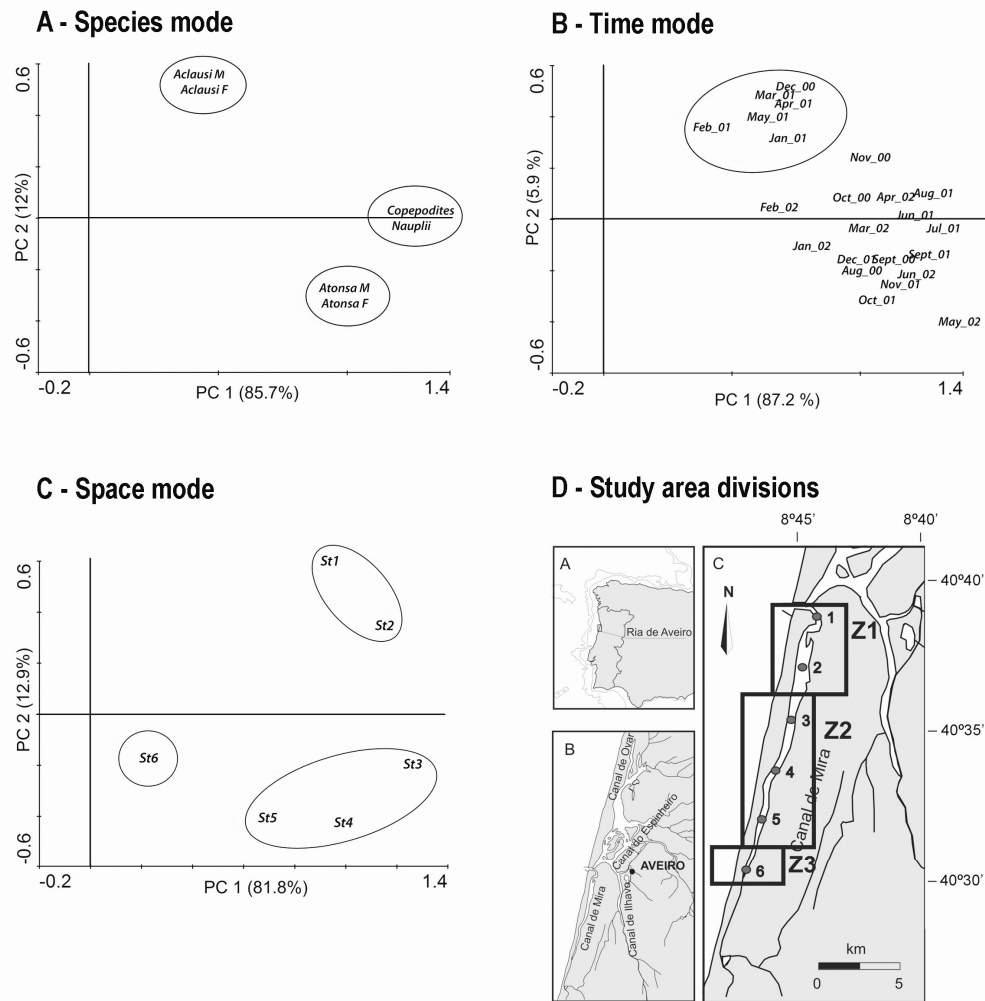 A - Species mode
0.6
PC 2 (12%)
-0.6
Aclausi M
Aclausi F
Copepodites
Nauplii
Atonsa M
Atonsa F
-0.2
PC 1 (85.7%)
1.4
B - Time mode
0.6
PC 2 (5.9 %)
-0.6
Dec_00
Mar_01
Apr_01
May_01
Feb_01
Jan_01
Nov_00
Oct_00
Apr_02
Aug_01
Feb_02
Jun_01
Mar_02
Jul_01
Jan_02
Sept_01
Dec_01
Sept_00
Aug_00
Jun_02
Nov_01
Oct_01
May_02
-0.2
PC 1 (87.2 %)
1.4
C - Space mode
0.6
PC 2 (12.9%)
-0.6
St1
St2
St6
St3
St5
St4
-0.2
PC 1 (81.8%)
1.4
D - Study area divisions
8º45'
8º40'
A
Ria de Aveiro
B
Canal de Ovar
Canal do Espinheiro
AVEIRO
Canal de Mira
Canal de Ilhavo
C
N
40º40'
1
Z1
2
3
Z2
40º35'
4
Canal de Mira
5
Z3
6
40º30'
km
0
5